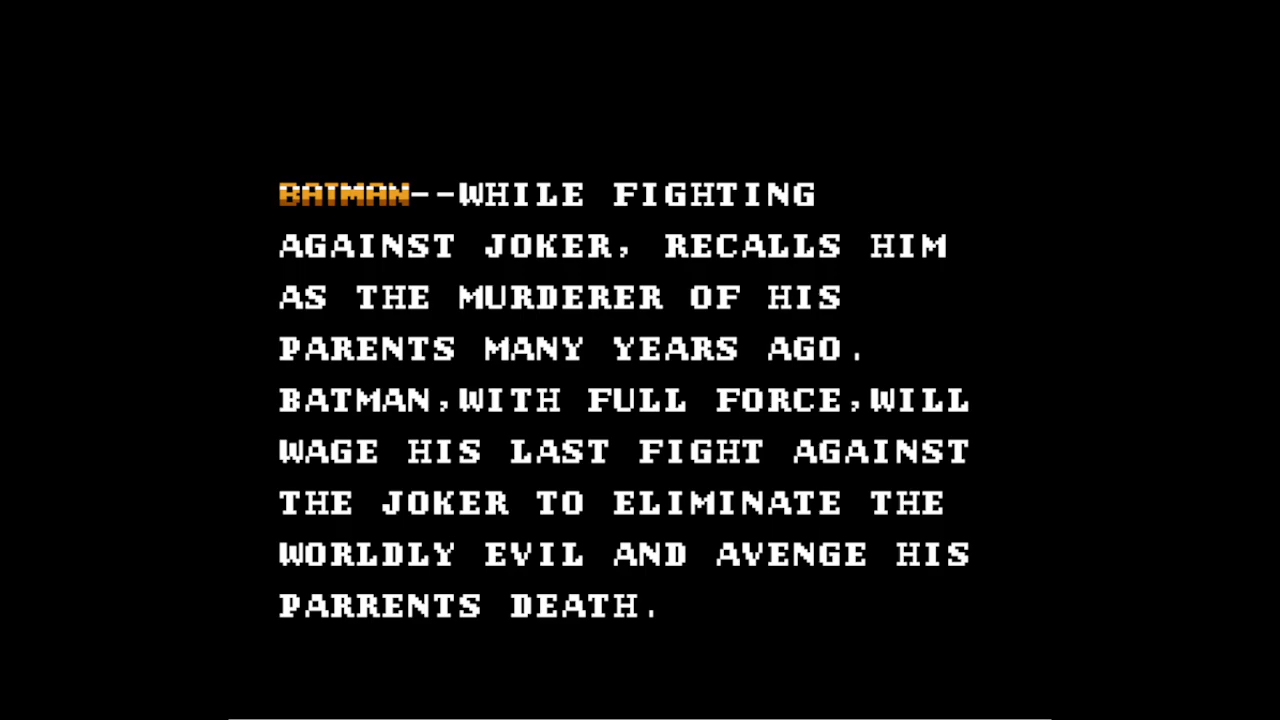 BATMAN--WHILE FIGHTING
AGAINST JOKER, RECALLS HIM
AS THE MURDERER OF HIS
PARENTS MANY YEARS AGO.
BATMAN,WITH FULL FORCE,WILL
WAGE HIS LAST FIGHT AGAINST
THE JOKER TO ELIMINATE THE
WORLDLY EVIL AND AVENGE HIS
PARRENTS DEATH.